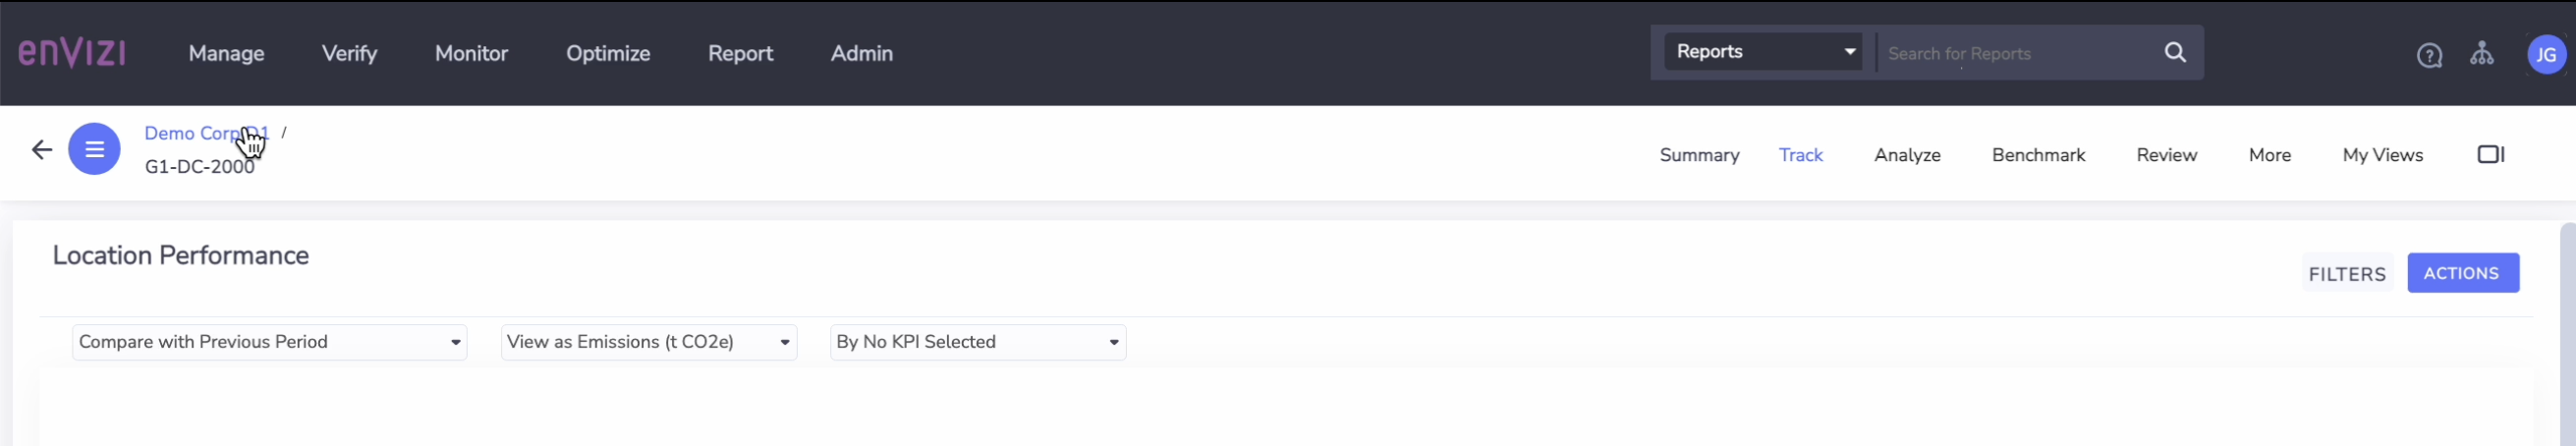 enVIZI Manage Verify Monitor Optimize Report Admin Reports Search for Reports JG
Demo Corp D1 /
G1-DC-2000
Summary Track Analyze Benchmark Review More My Views
Location Performance
FILTERS ACTIONS
Compare with Previous Period View as Emissions (t CO2e) By No KPI Selected